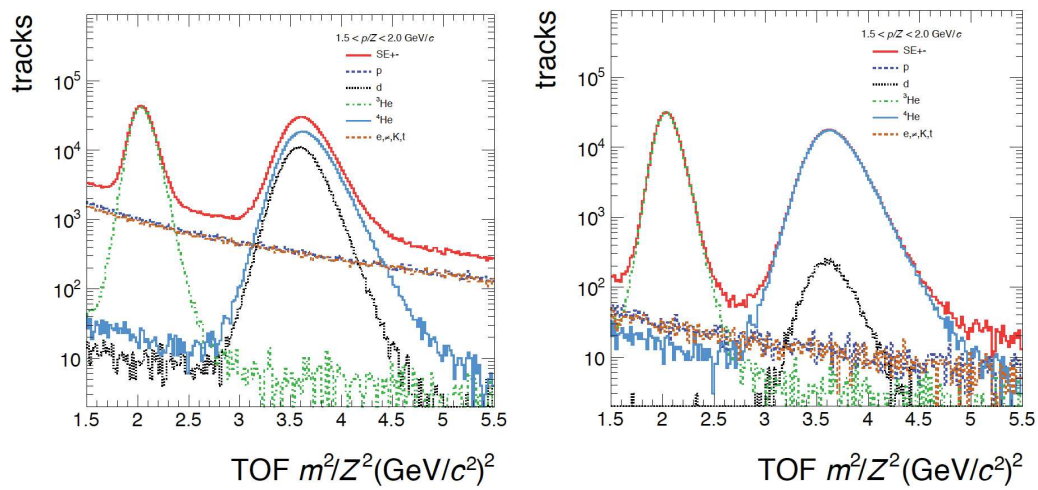 tracks
1.5 < p/Z < 2.0 GeV/c
SE+-
p
d
³He
⁴He
e,π,K,t
10⁵
10⁴
10³
10²
10
1.5 2 2.5 3 3.5 4 4.5 5 5.5
TOF m²/Z²(GeV/c²)²
tracks
1.5 < p/Z < 2.0 GeV/c
SE+-
p
d
³He
⁴He
e,π,K,t
10⁵
10⁴
10³
10²
10
1.5 2 2.5 3 3.5 4 4.5 5 5.5
TOF m²/Z²(GeV/c²)²